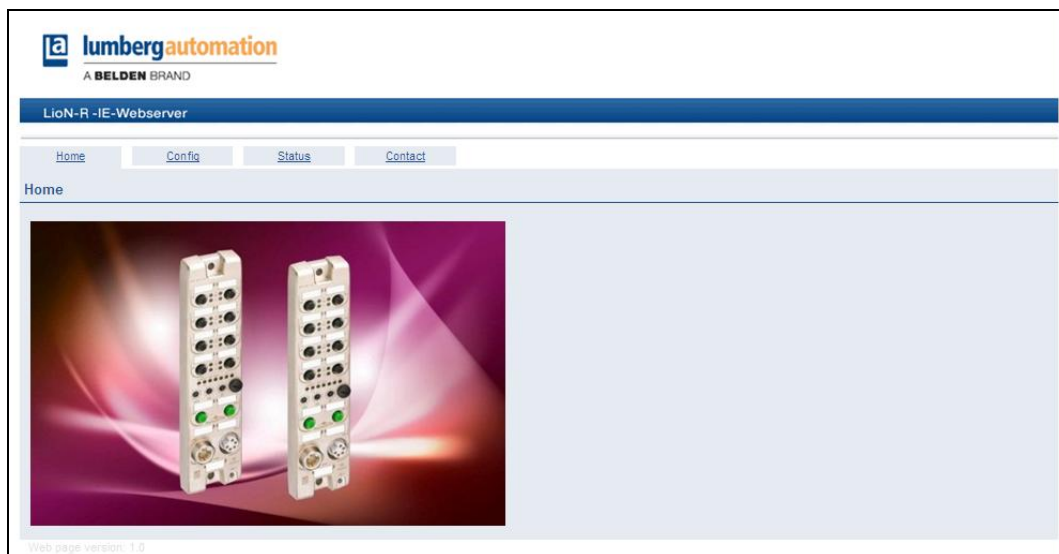 lumbergautomation
A BELDEN BRAND
LioN-R -IE-Webserver
Home Config Status Contact
Home
Web page version: 1.0